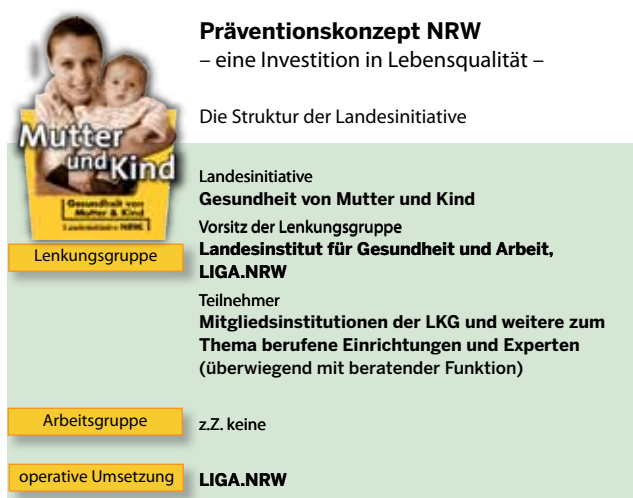 Präventionskonzept NRW
– eine Investition in Lebensqualität –
Die Struktur der Landesinitiative
Mutter
und Kind
Gesundheit von
Mutter & Kind
Landesinitiative NRW
Landesinitiative
Gesundheit von Mutter und Kind
Vorsitz der Lenkungsgruppe
Lenkungsgruppe
Landesinstitut für Gesundheit und Arbeit,
LIGA.NRW
Teilnehmer
Mitgliedsinstitutionen der LKG und weitere zum
Thema berufene Einrichtungen und Experten
(überwiegend mit beratender Funktion)
Arbeitsgruppe
z.Z. keine
operative Umsetzung
LIGA.NRW